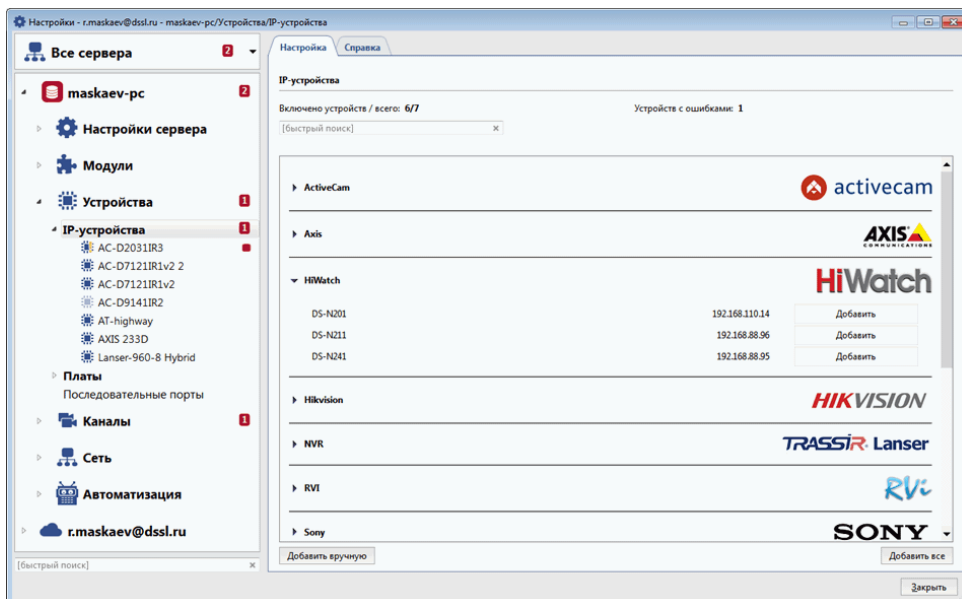 Настройки - r.maskaev@dssl.ru - maskaev-pc/Устройства/IP-устройства
Все сервера 2
maskaev-pc 2
Настройки сервера
Модули
Устройства 1
IP-устройства 1
AC-D2031IR3
AC-D7121IR1v2 2
AC-D7121IR1v2
AC-D9141IR2
AT-highway
AXIS 233D
Lanser-960-8 Hybrid
Платы
Последовательные порты
Каналы 1
Сеть
Автоматизация
r.maskaev@dssl.ru
[быстрый поиск]
Настройка Справка
IP-устройства
Включено устройств / всего: 6/7 Устройств с ошибками: 1
[быстрый поиск]
ActiveCam activecam
Axis AXIS
COMMUNICATIONS
HiWatch HiWatch
DS-N201 192.168.110.14 Добавить
DS-N211 192.168.88.96 Добавить
DS-N241 192.168.88.95 Добавить
Hikvision HIKVISION
NVR TRASSIR Lanser
RVI RVi
Sony SONY
Добавить вручную Добавить все
Закрыть